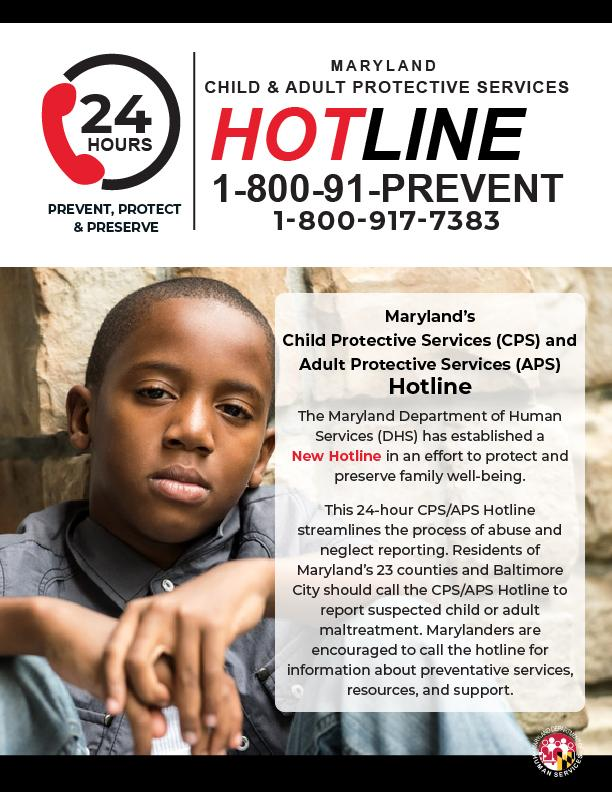 24
HOURS
PREVENT, PROTECT
& PRESERVE
MARYLAND
CHILD & ADULT PROTECTIVE SERVICES
HOTLINE
1-800-91-PREVENT
1-800-917-7383
Maryland's
Child Protective Services (CPS) and
Adult Protective Services (APS)
Hotline
The Maryland Department of Human
Services (DHS) has established a
New Hotline in an effort to protect and
preserve family well-being.
This 24-hour CPS/APS Hotline
streamlines the process of abuse and
neglect reporting. Residents of
Maryland's 23 counties and Baltimore
City should call the CPS/APS Hotline to
report suspected child or adult
maltreatment. Marylanders are
encouraged to call the hotline for
information about preventative services,
resources, and support.
MARYLAND DEPARTMENT
HUMAN SERVICES